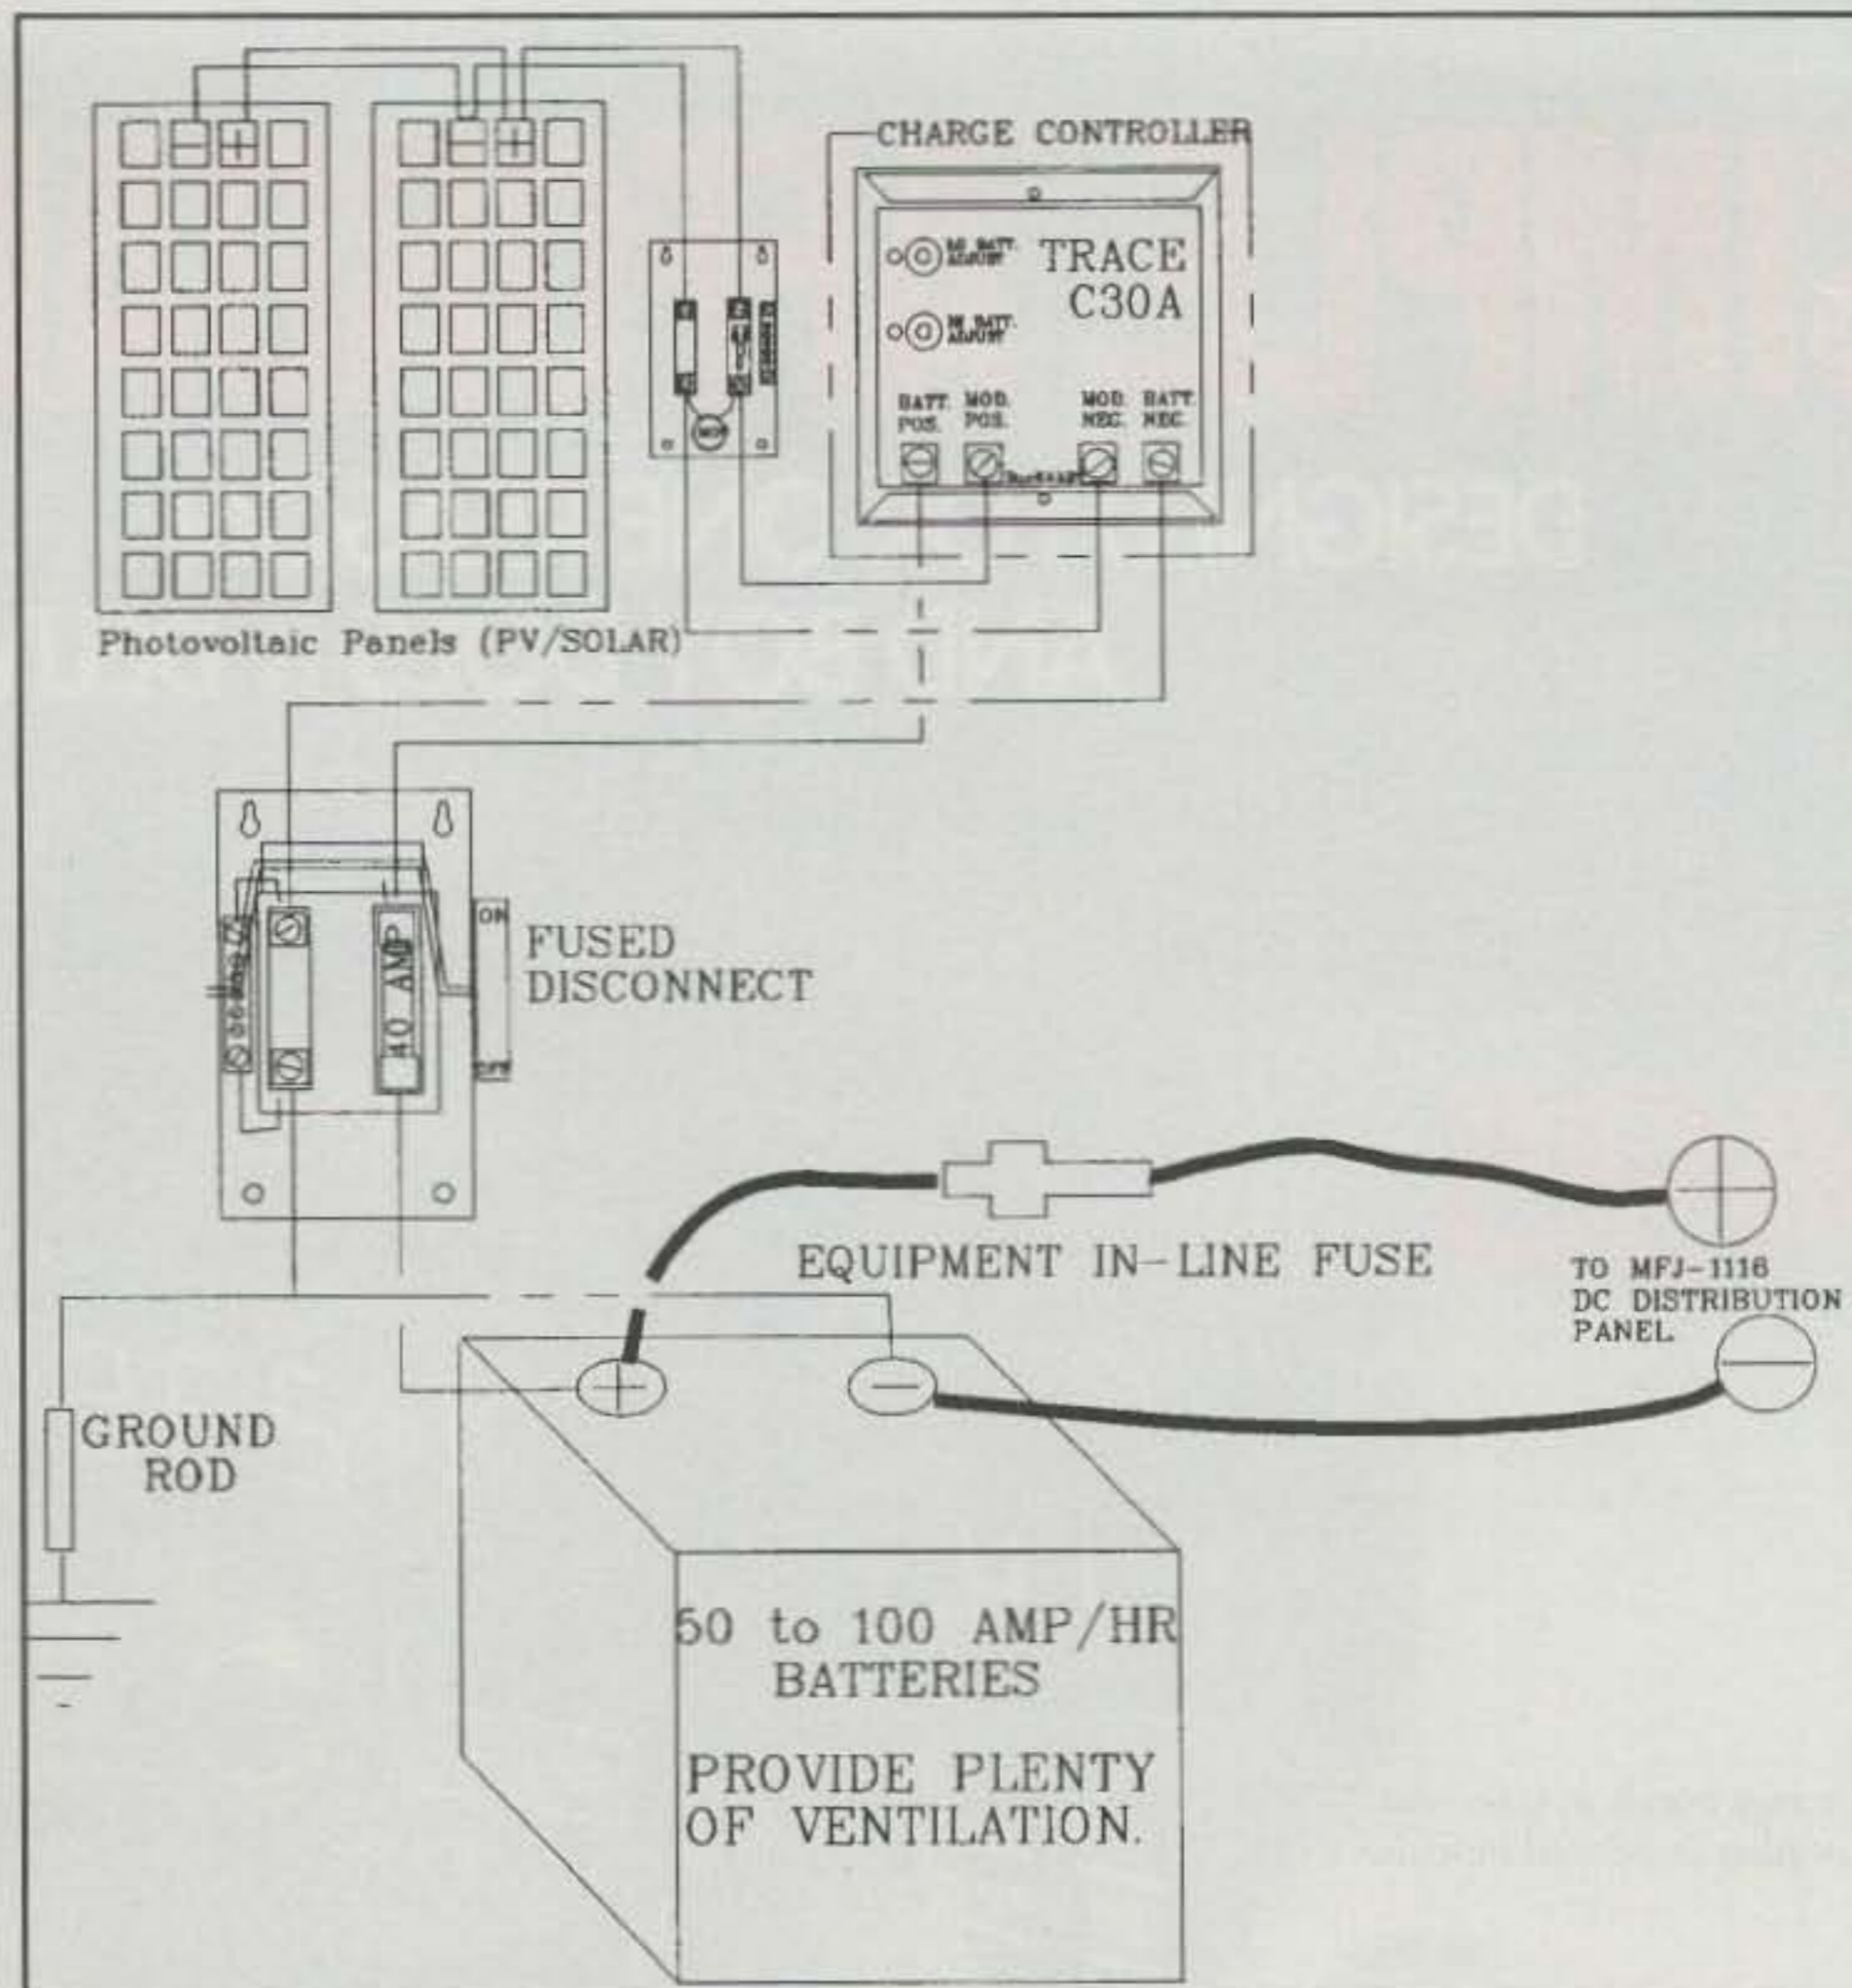 CHARGE CONTROLLER
TRACE
C30A
BATT. MOD. MOD. BATT.
POS. POS. NEG. NEG.
Photovoltaic Panels (PV/SOLAR)
ON
40 AMP
OFF
FUSED
DISCONNECT
EQUIPMENT IN-LINE FUSE
TO MFJ-1116
DC DISTRIBUTION
PANEL
GROUND
ROD
50 to 100 AMP/HR
BATTERIES
PROVIDE PLENTY
OF VENTILATION.